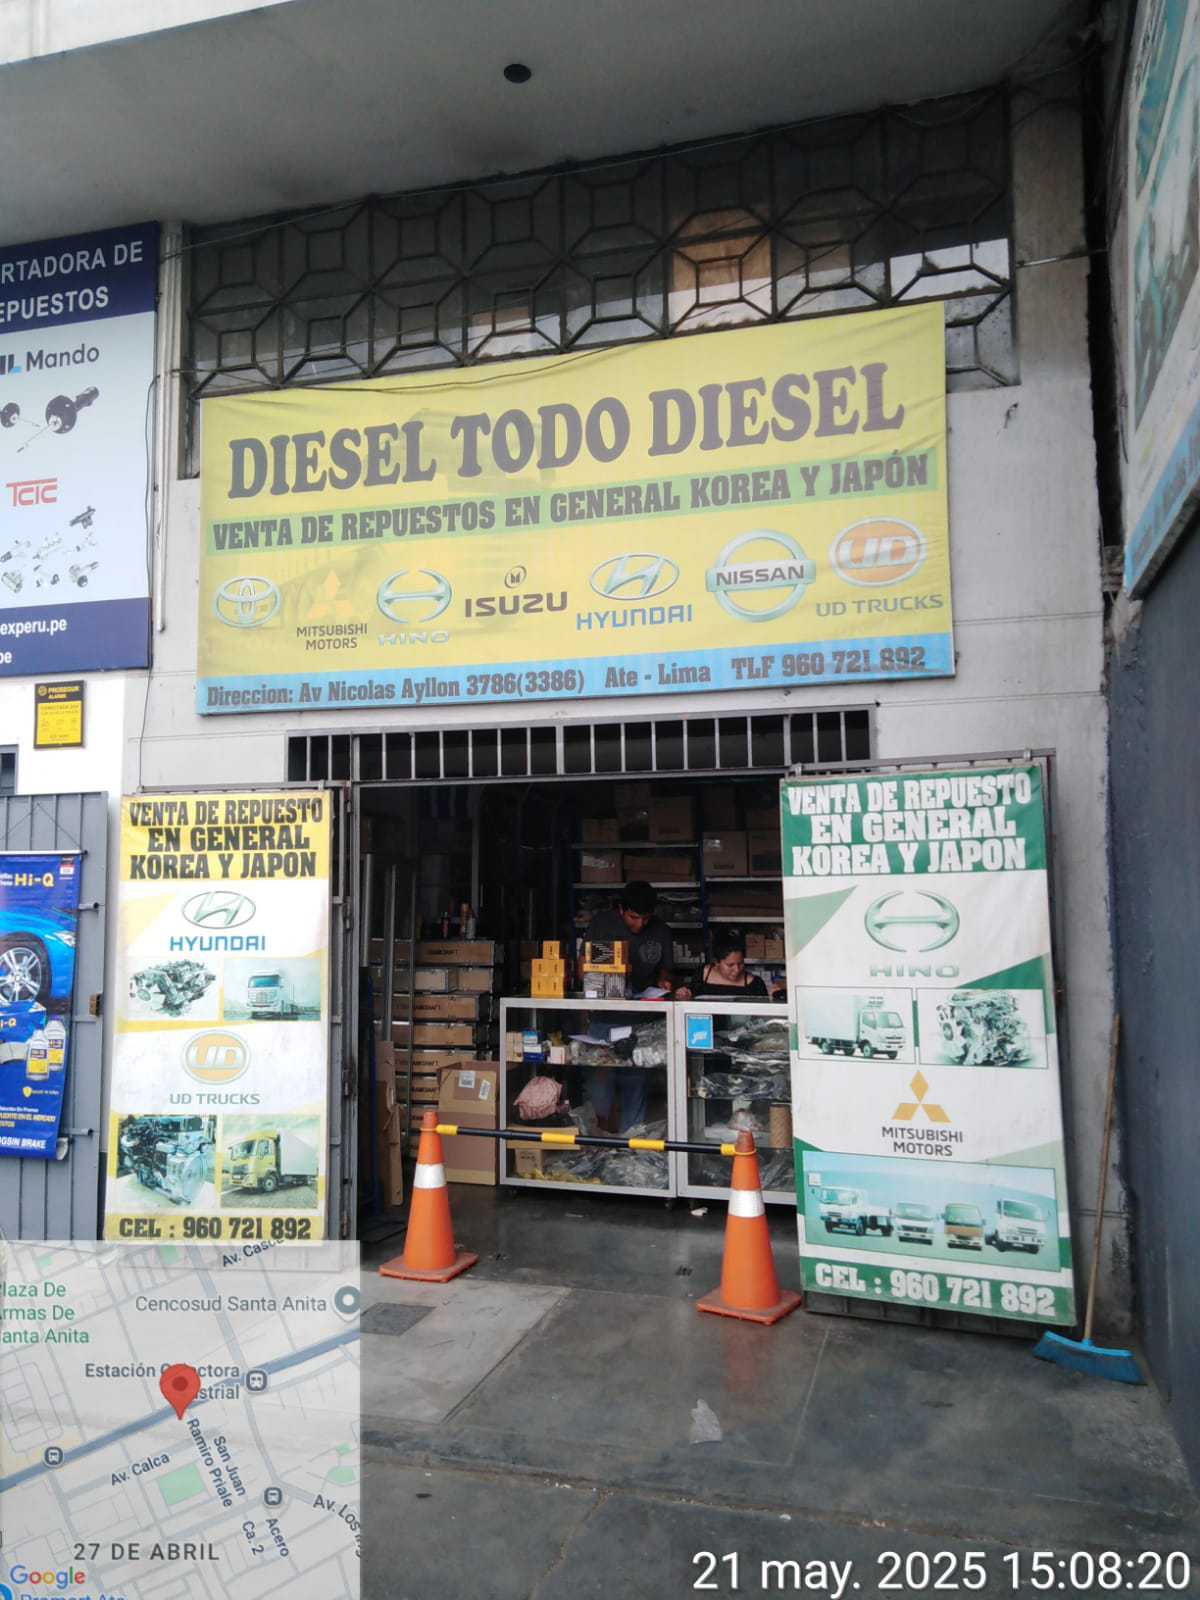 RTADORA DE
EPUESTOS
Mando
TCIC
experu.pe
pe
PROSEGUR
ALARMS
Hi-Q
DIESEL TODO DIESEL
VENTA DE REPUESTOS EN GENERAL KOREA Y JAPÓN
MITSUBISHI
MOTORS
HINO
ISUZU
HYUNDAI
NISSAN
UD
UD TRUCKS
Direccion: Av Nicolas Ayllon 3786(3386) Ate - Lima TLF 960 721 892
VENTA DE REPUESTO
EN GENERAL
KOREA Y JAPON
HYUNDAI
UD
UD TRUCKS
CEL : 960 721 892
VENTA DE REPUESTO
EN GENERAL
KOREA Y JAPON
HINO
MITSUBISHI
MOTORS
CEL : 960 721 892
Av. Casca
Plaza De
Armas De
Santa Anita
Cencosud Santa Anita
Estación
strial
Ramiro Priale
San Juan
Av. Calca
Ca. 2
Acero
Av. Los
27 DE ABRIL
Google
21 may. 2025 15:08:20